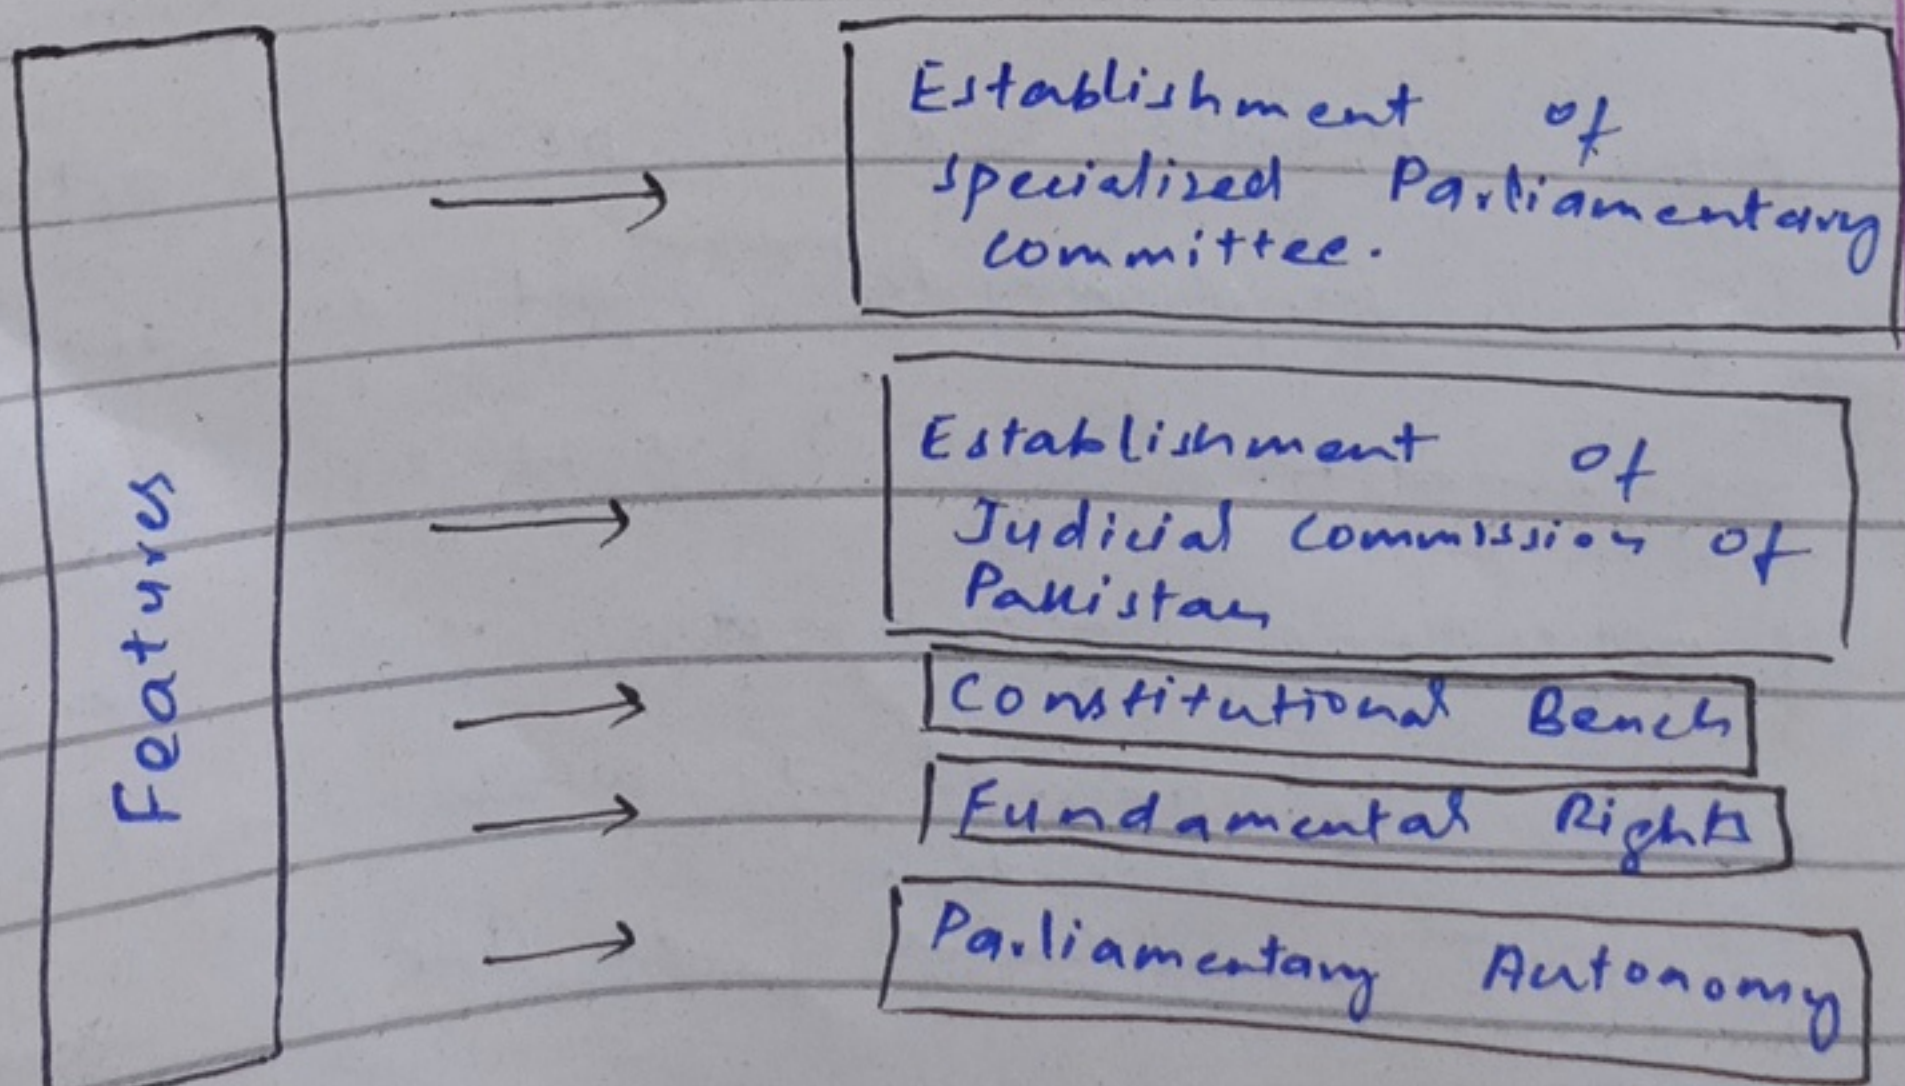 Features
Establishment of
specialized Parliamentary
committee.
Establishment of
Judicial Commission of
Pakistan
Constitutional Bench
Fundamental Rights
Parliamentary Autonomy